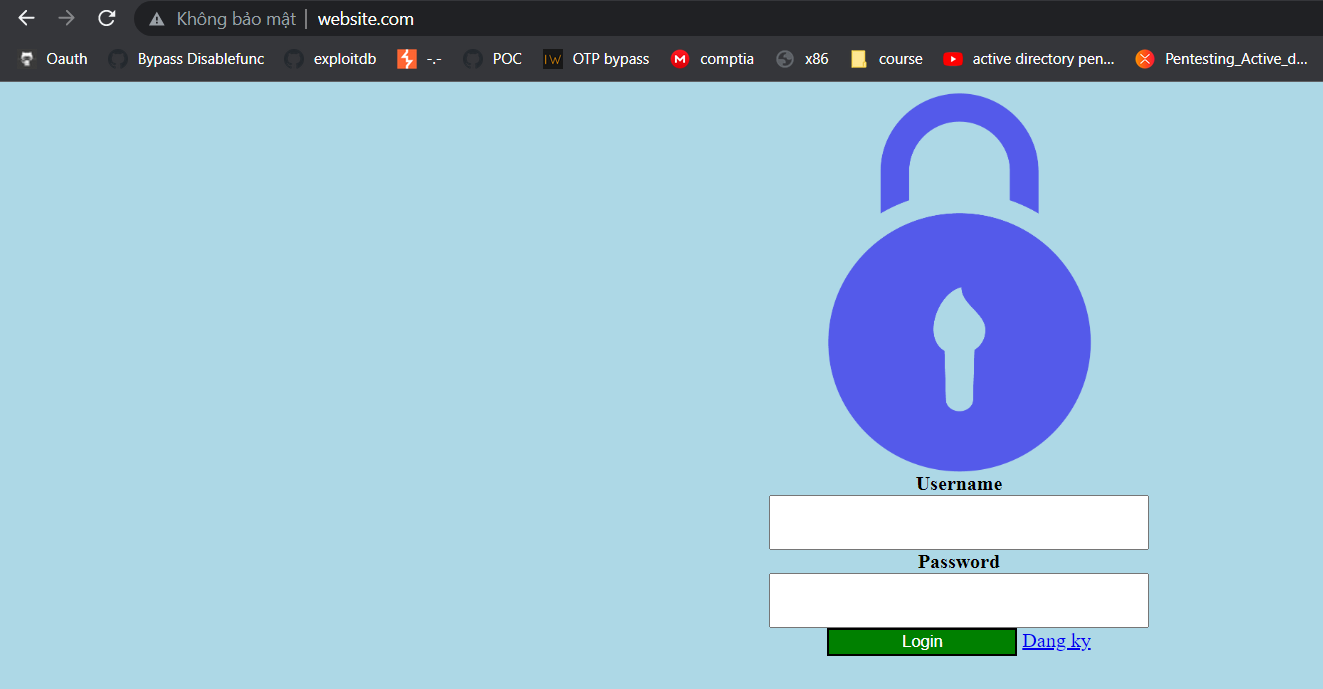 Không bảo mật | website.com
Oauth Bypass Disablefunc exploitdb -.- POC IW OTP bypass M comptia x86 course active directory pen... Pentesting_Active_d...
Username
Password
Login Dang ky